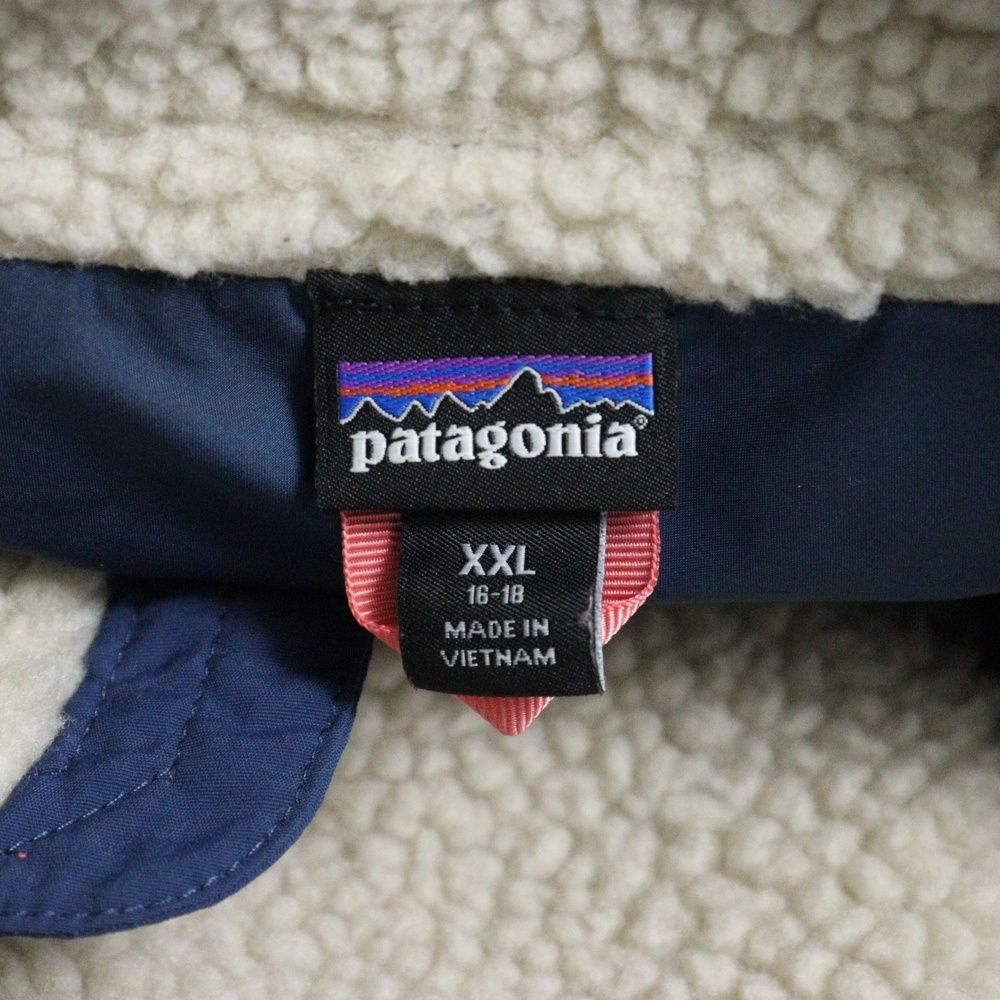 patagonia®
XXL
16-18
MADE IN
VIETNAM